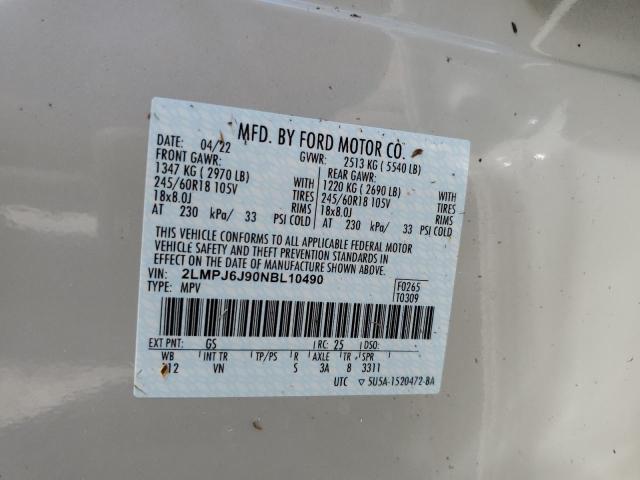 MFD. BY FORD MOTOR CO.
DATE: 04/22 GVWR: 2513 KG ( 5540 LB)
FRONT GAWR: REAR GAWR:
1347 KG ( 2970 LB) WITH 1220 KG ( 2690 LB) WITH
245/60R18 105V TIRES 245/60R18 105V TIRES
18x8.0J RIMS 18x8.0J RIMS
AT 230 kPa/ 33 PSI COLD AT 230 kPa/ 33 PSI COLD
THIS VEHICLE CONFORMS TO ALL APPLICABLE FEDERAL MOTOR
VEHICLE SAFETY AND THEFT PREVENTION STANDARDS IN
EFFECT ON THE DATE OF MANUFACTURE SHOWN ABOVE.
VIN: 2LMPJ6J90NBL10490 F0265
TYPE: MPV T0309
EXT PNT: GS RC: 25 DSO:
WB INT TR TP/PS R AXLE TR SPR
12 VN S 3A 8 3311
UTC ▽ 5U5A-1520472-BA